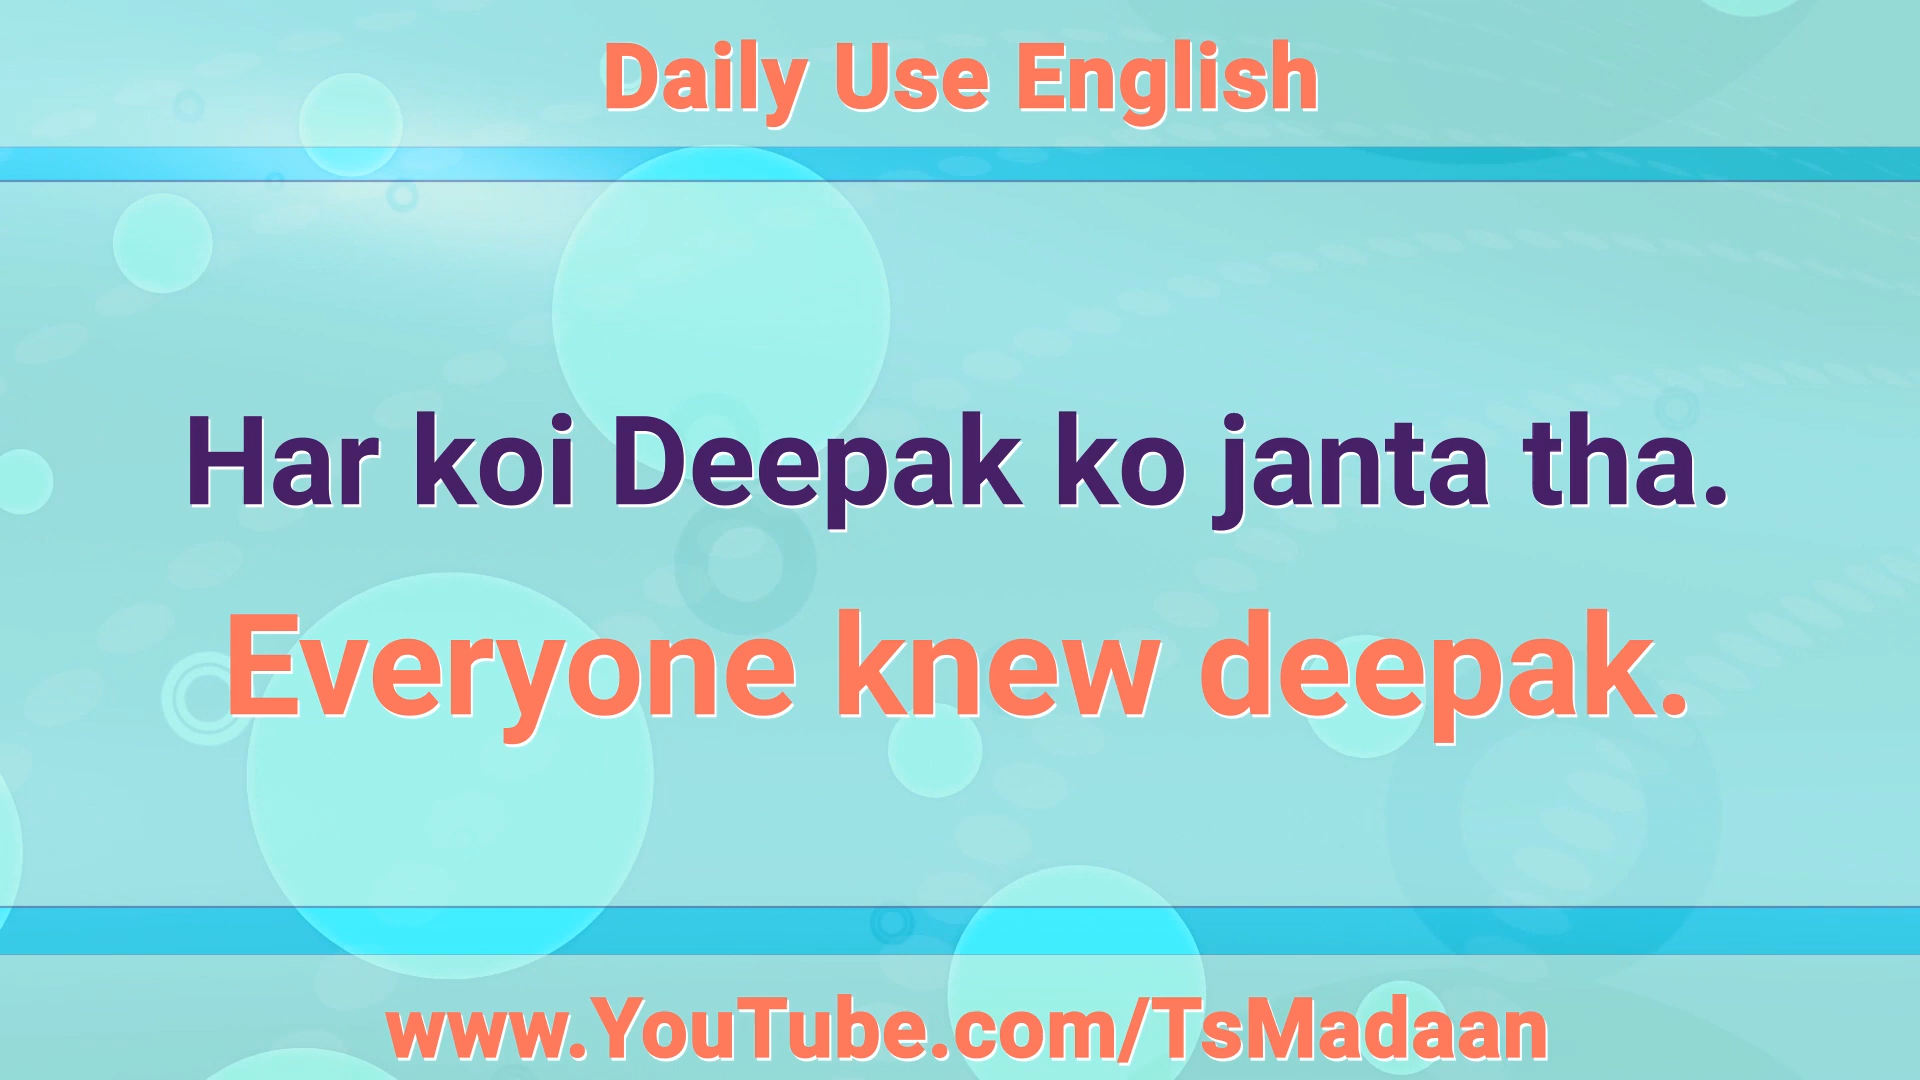 Daily Use English
Har koi Deepak ko janta tha.
Everyone knew deepak.
www.YouTube.com/TsMadaan